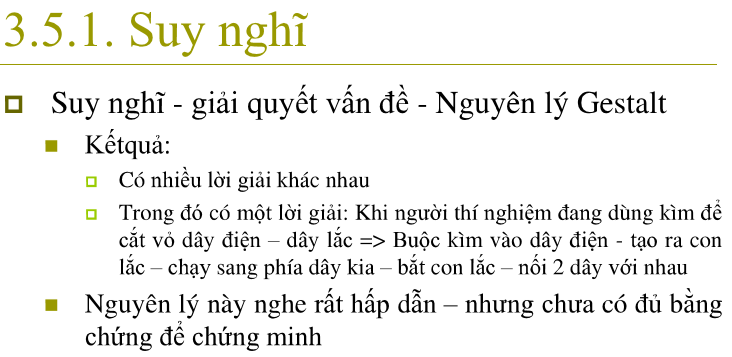 3.5.1. Suy nghĩ
Suy nghĩ - giải quyết vấn đề - Nguyên lý Gestalt
Kếtquả:
Có nhiều lời giải khác nhau
Trong đó có một lời giải: Khi người thí nghiệm đang dùng kìm để
cắt vỏ dây điện – dây lắc => Buộc kìm vào dây điện - tạo ra con
lắc – chạy sang phía dây kia – bắt con lắc – nối 2 dây với nhau
Nguyên lý này nghe rất hấp dẫn – nhưng chưa có đủ bằng
chứng để chứng minh